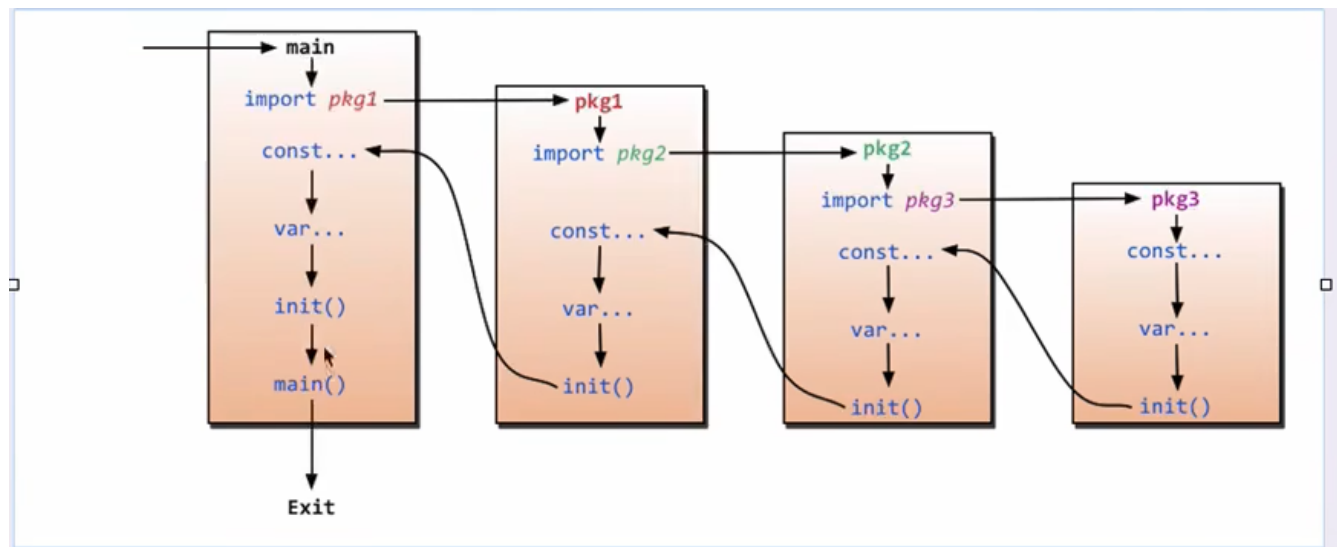 main
import pkg1
const...
var...
init()
main()
Exit
pkg1
import pkg2
const...
var...
init()
pkg2
import pkg3
const...
var...
init()
pkg3
const...
var...
init()